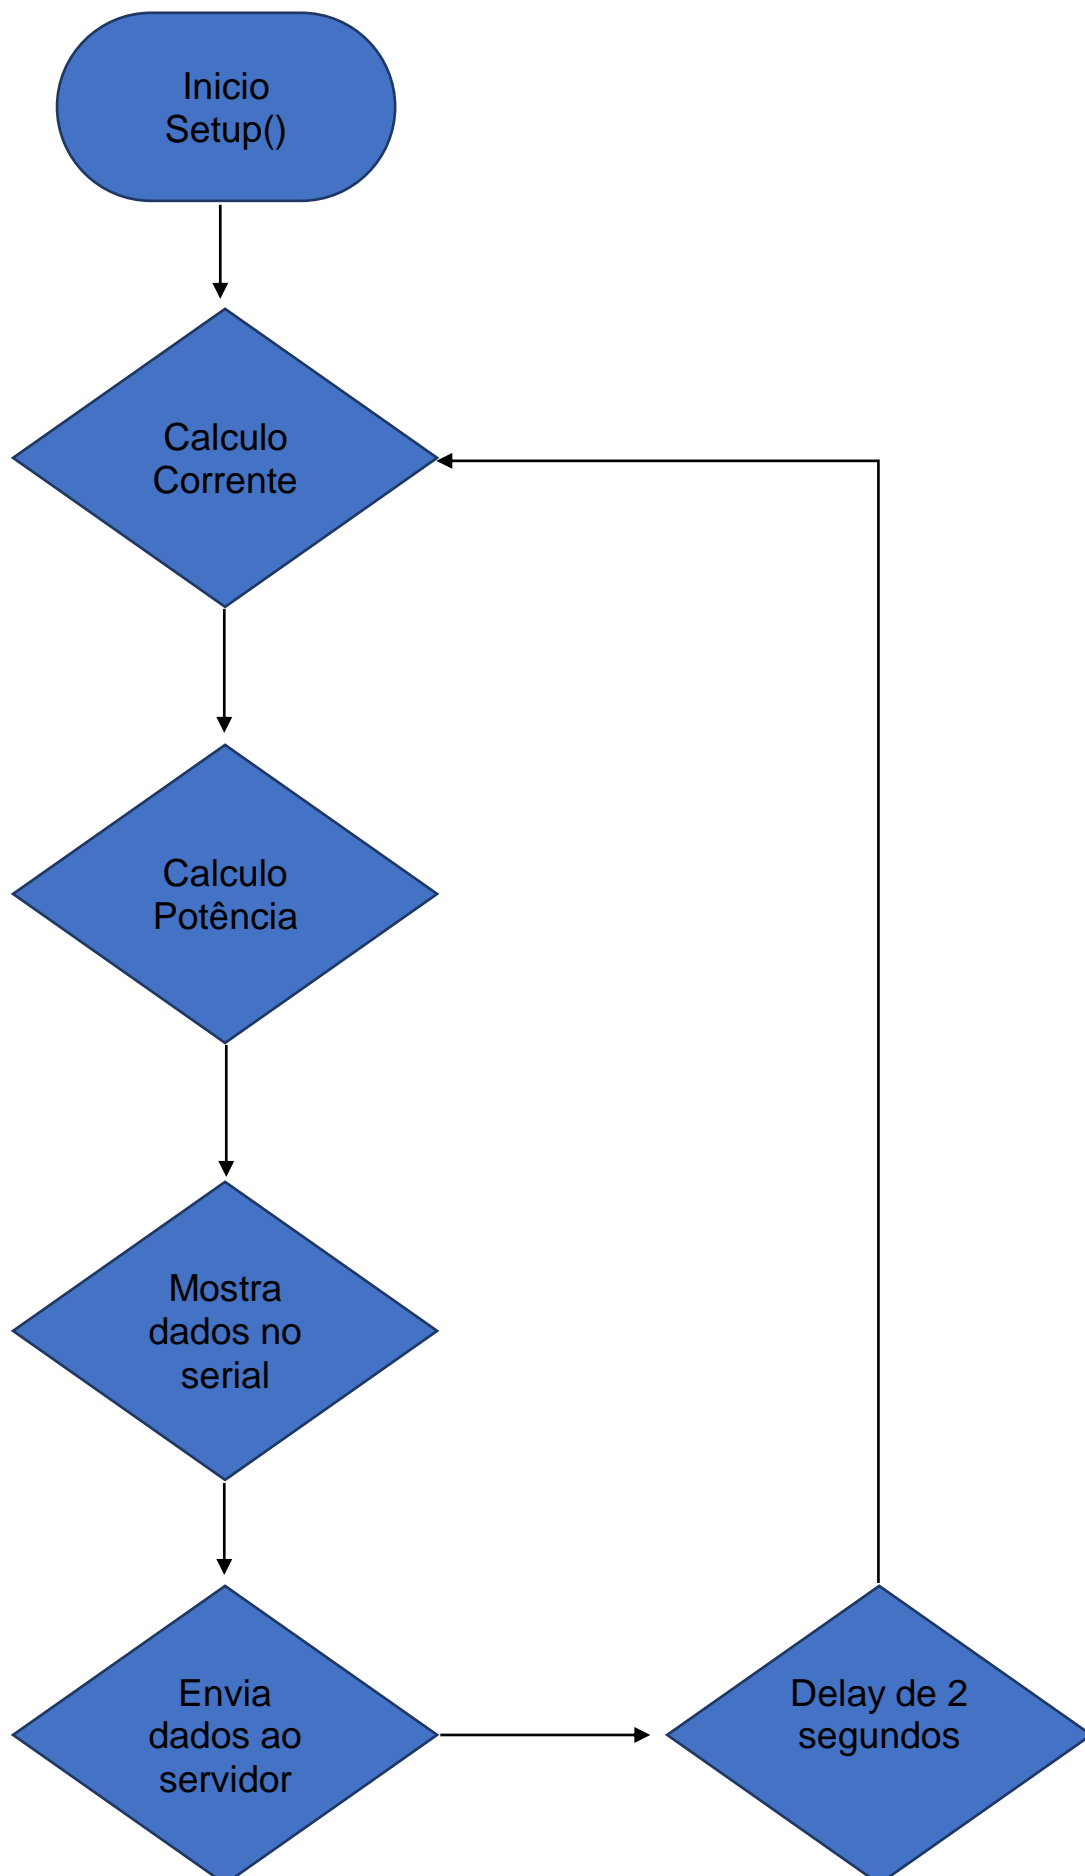 Inicio
Setup()
Calculo
Corrente
Calculo
Potência
Mostra
dados no
serial
Envia
dados ao
servidor
Delay de 2
segundos